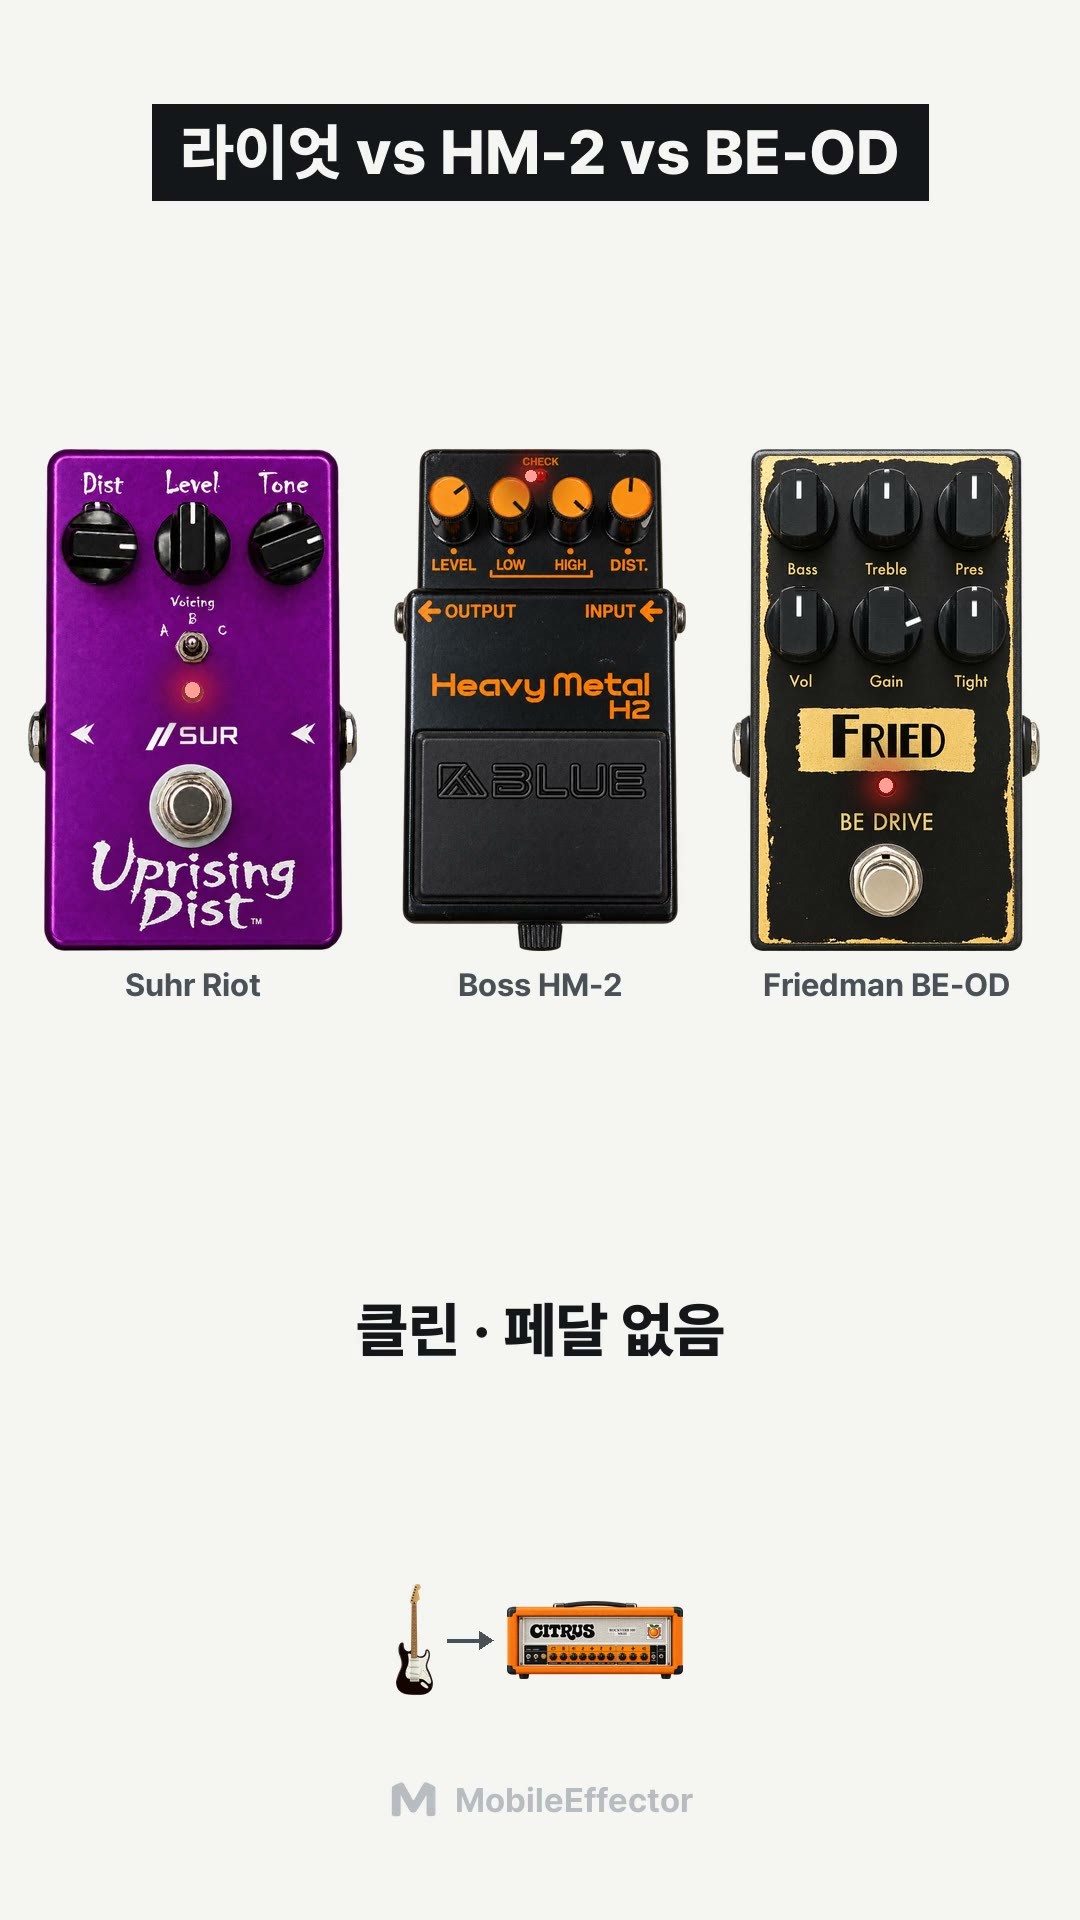 라이엇 vs HM-2 vs BE-OD
Dist Level Tone
Voicing
A B C
SUR
Uprising
Dist™
Suhr Riot
CHECK
LEVEL LOW HIGH DIST.
OUTPUT INPUT
Heavy Metal
H2
BLUE
Boss HM-2
Bass Treble Pres
Vol Gain Tight
FRIED
BE DRIVE
Friedman BE-OD
클린 · 페달 없음
CITRUS
MobileEffector